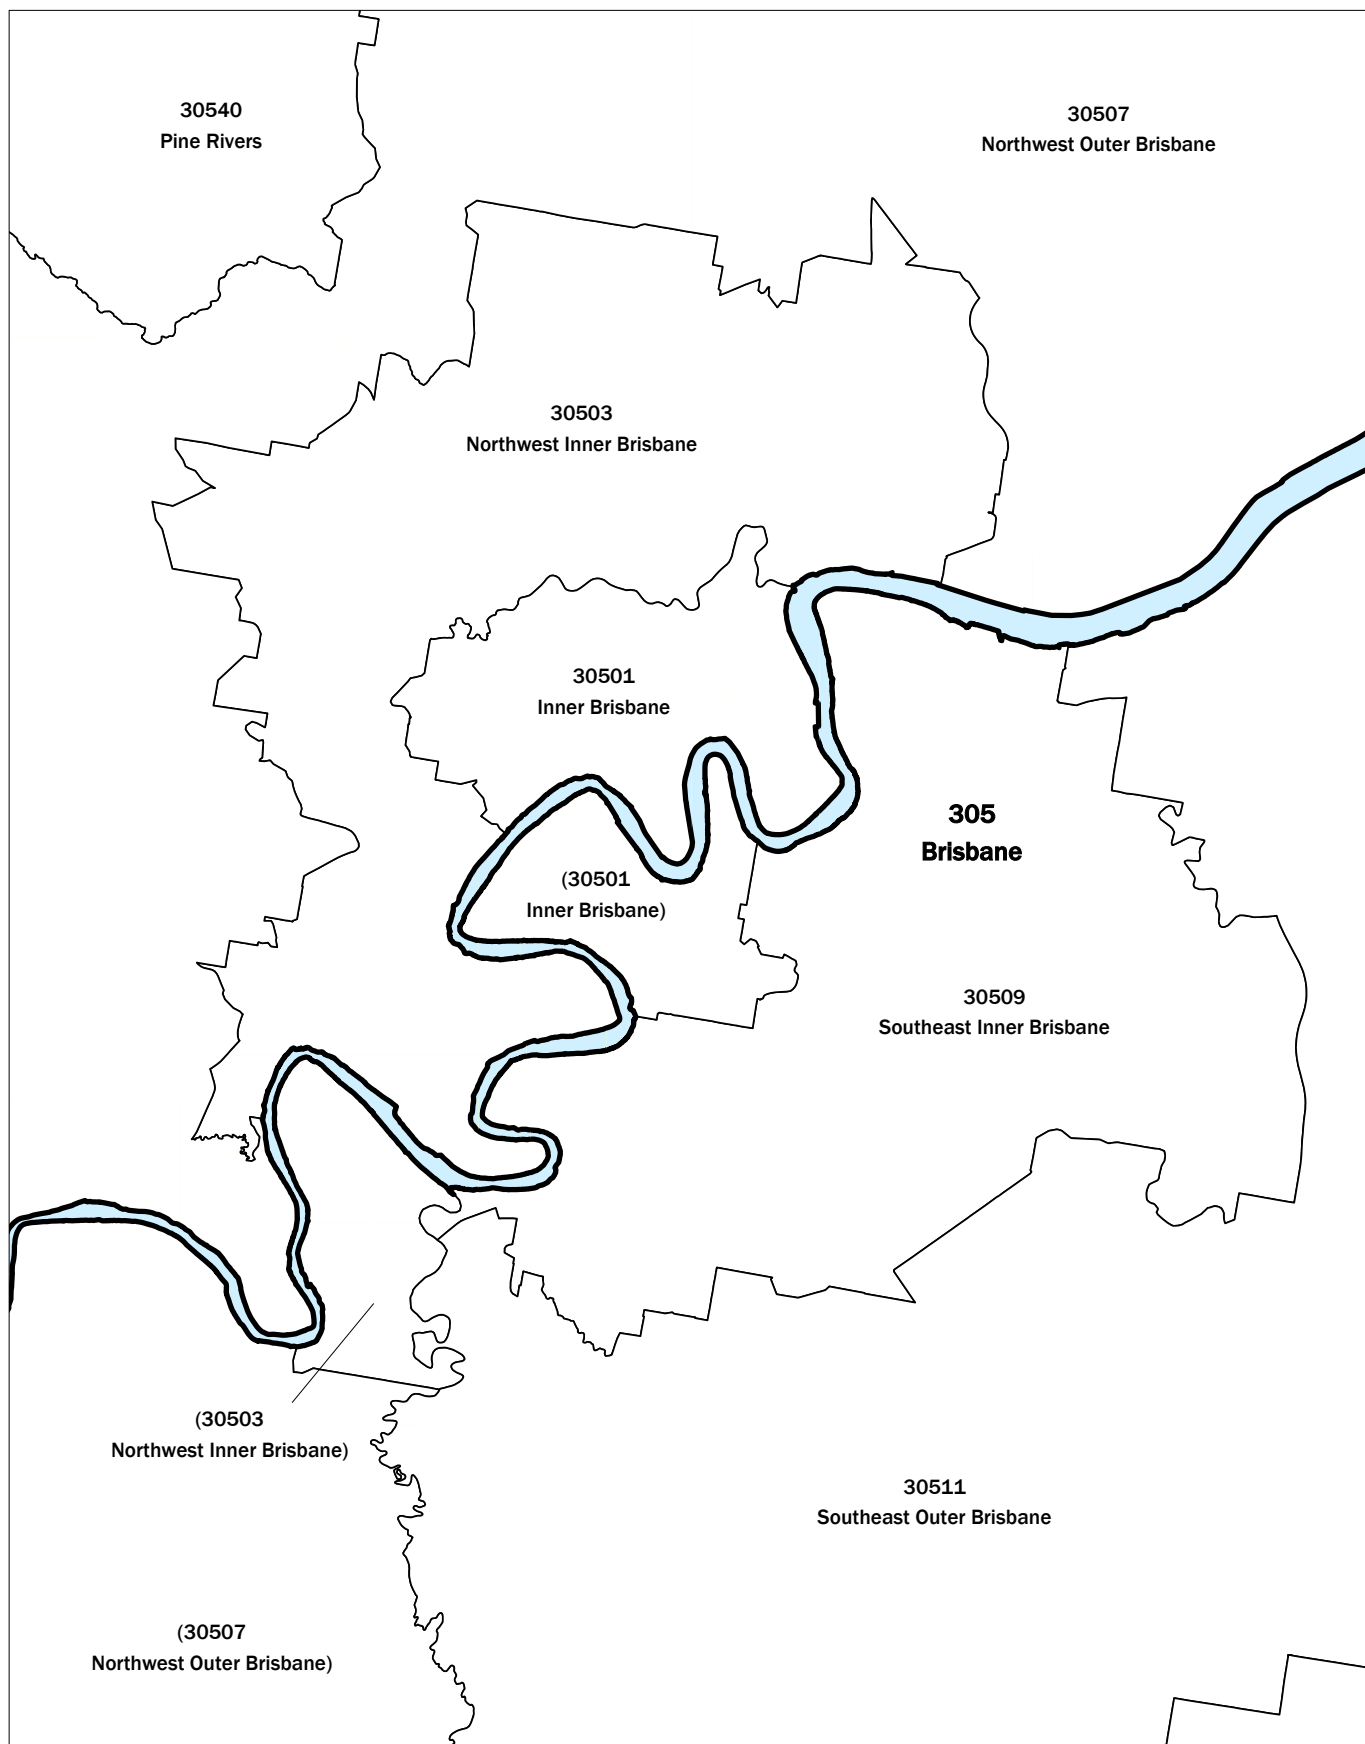 30540
Pine Rivers
30507
Northwest Outer Brisbane
30503
Northwest Inner Brisbane
30501
Inner Brisbane
305
Brisbane
(30501
Inner Brisbane)
30509
Southeast Inner Brisbane
(30503
Northwest Inner Brisbane)
30511
Southeast Outer Brisbane
(30507
Northwest Outer Brisbane)